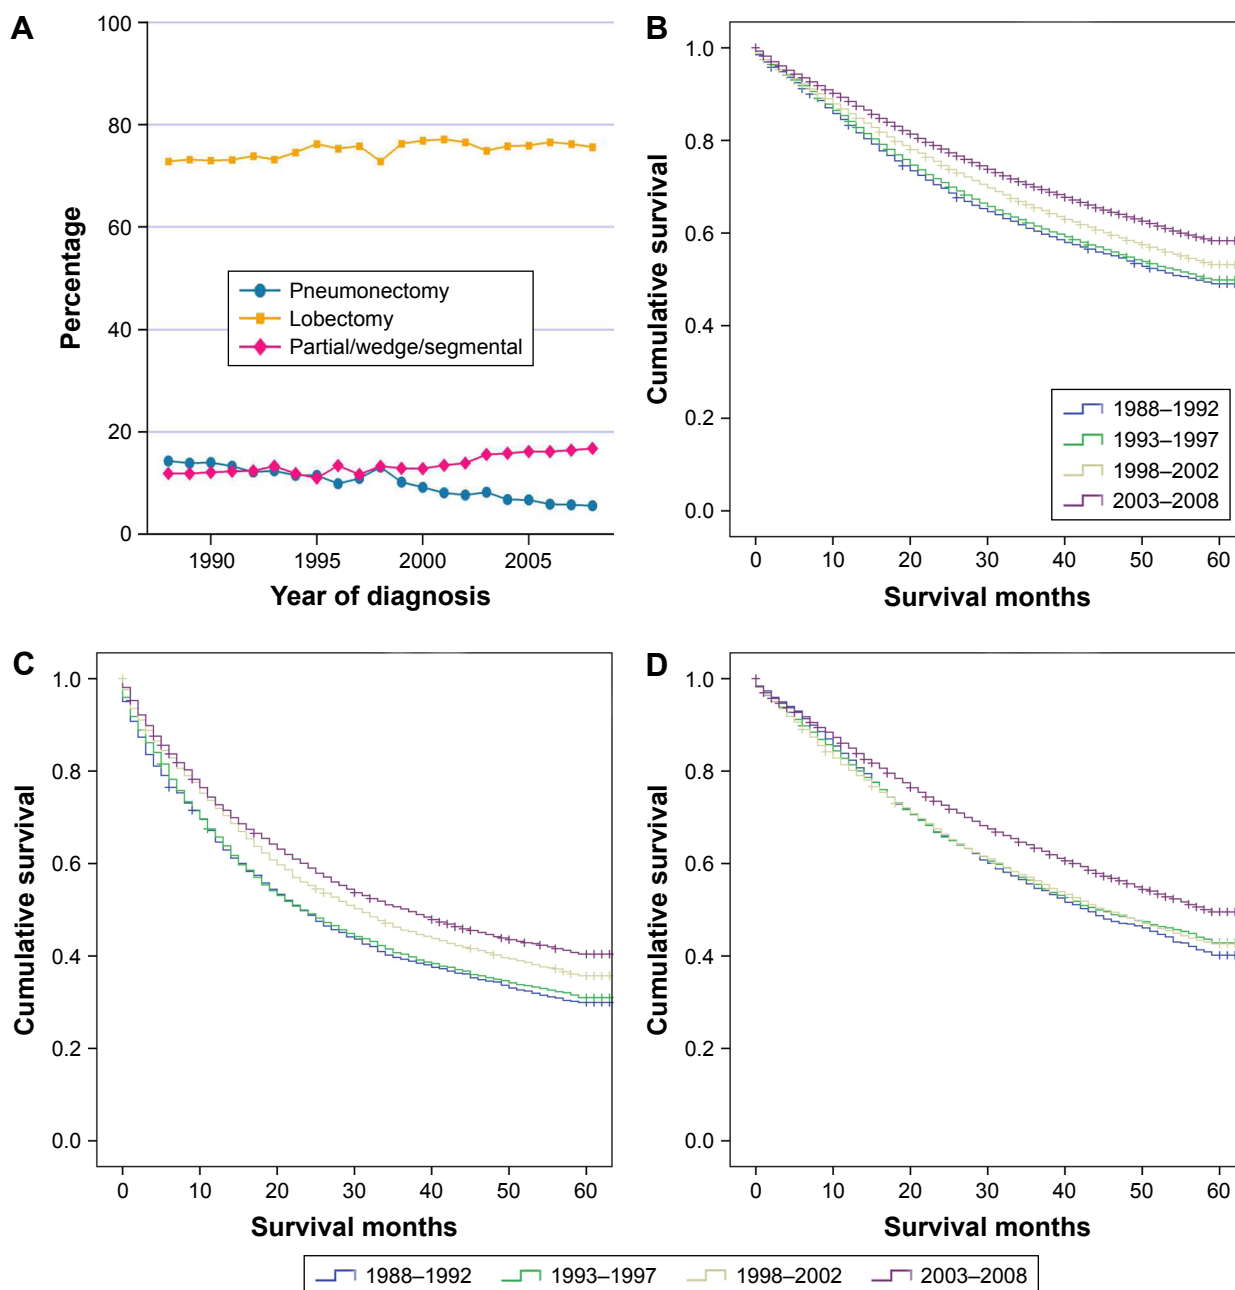 A
100
80
60
40
20
0
Percentage
Pneumonectomy
Lobectomy
Partial/wedge/segmental
1990 1995 2000 2005
Year of diagnosis
B
1.0
0.8
0.6
0.4
0.2
0.0
Cumulative survival
1988–1992
1993–1997
1998–2002
2003–2008
0 10 20 30 40 50 60
Survival months
C
1.0
0.8
0.6
0.4
0.2
0.0
Cumulative survival
0 10 20 30 40 50 60
Survival months
D
1.0
0.8
0.6
0.4
0.2
0.0
Cumulative survival
0 10 20 30 40 50 60
Survival months
1988–1992 1993–1997 1998–2002 2003–2008